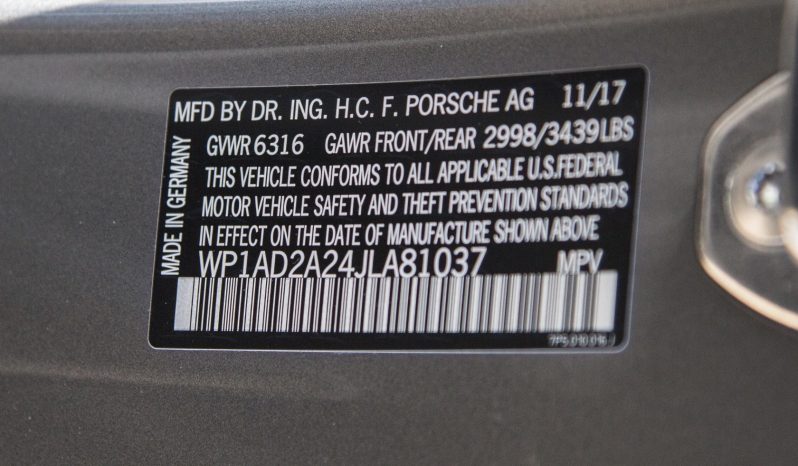 MFD BY DR. ING. H.C. F. PORSCHE AG 11/17
GVWR 6316 GAWR FRONT/REAR 2998/3439 LBS
THIS VEHICLE CONFORMS TO ALL APPLICABLE U.S.FEDERAL
MOTOR VEHICLE SAFETY AND THEFT PREVENTION STANDARDS
IN EFFECT ON THE DATE OF MANUFACTURE SHOWN ABOVE
WP1AD2A24JLA81037 MPV
MADE IN GERMANY